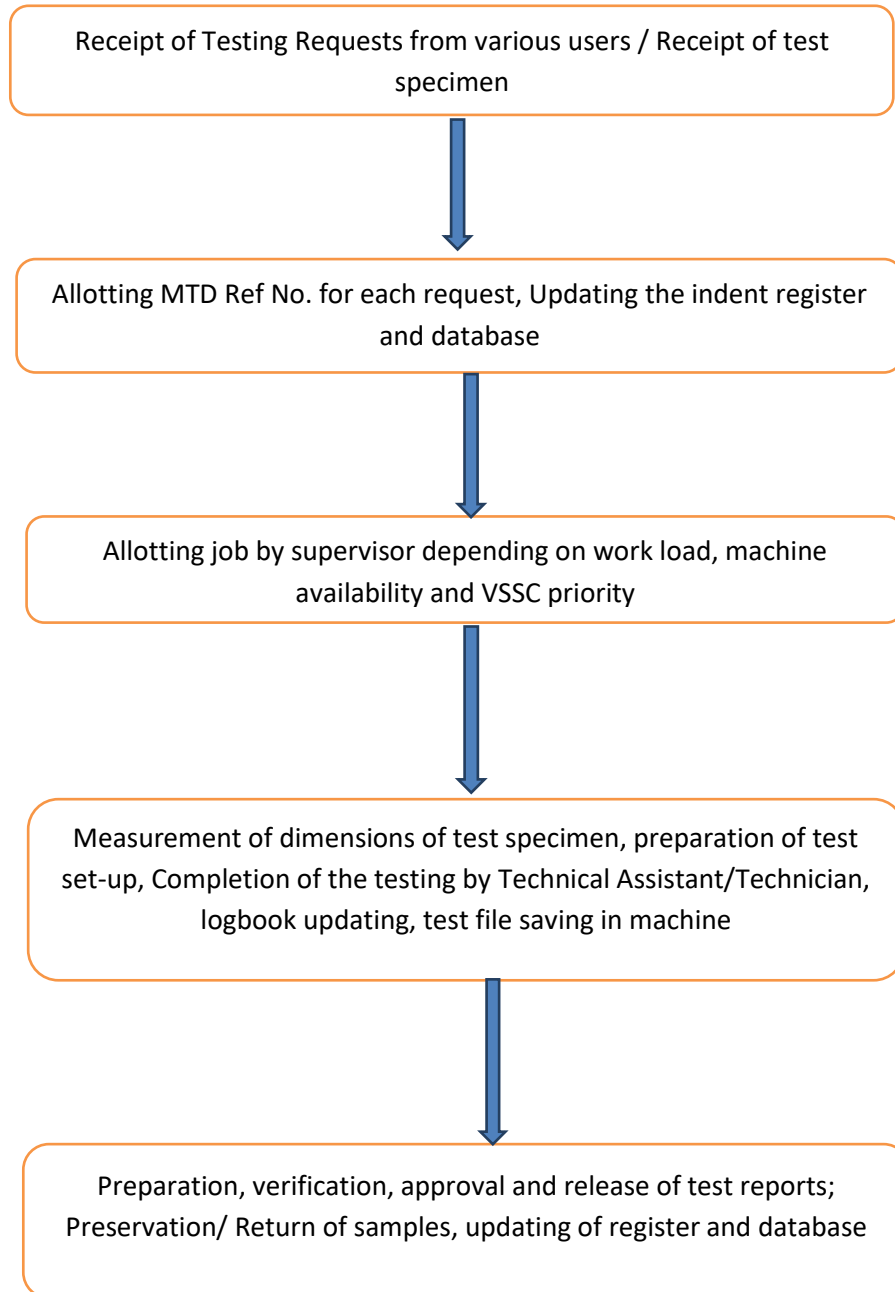 Receipt of Testing Requests from various users / Receipt of test
specimen
Allotting MTD Ref No. for each request, Updating the indent register
and database
Allotting job by supervisor depending on work load, machine
availability and VSSC priority
Measurement of dimensions of test specimen, preparation of test
set-up, Completion of the testing by Technical Assistant/Technician,
logbook updating, test file saving in machine
Preparation, verification, approval and release of test reports;
Preservation/ Return of samples, updating of register and database